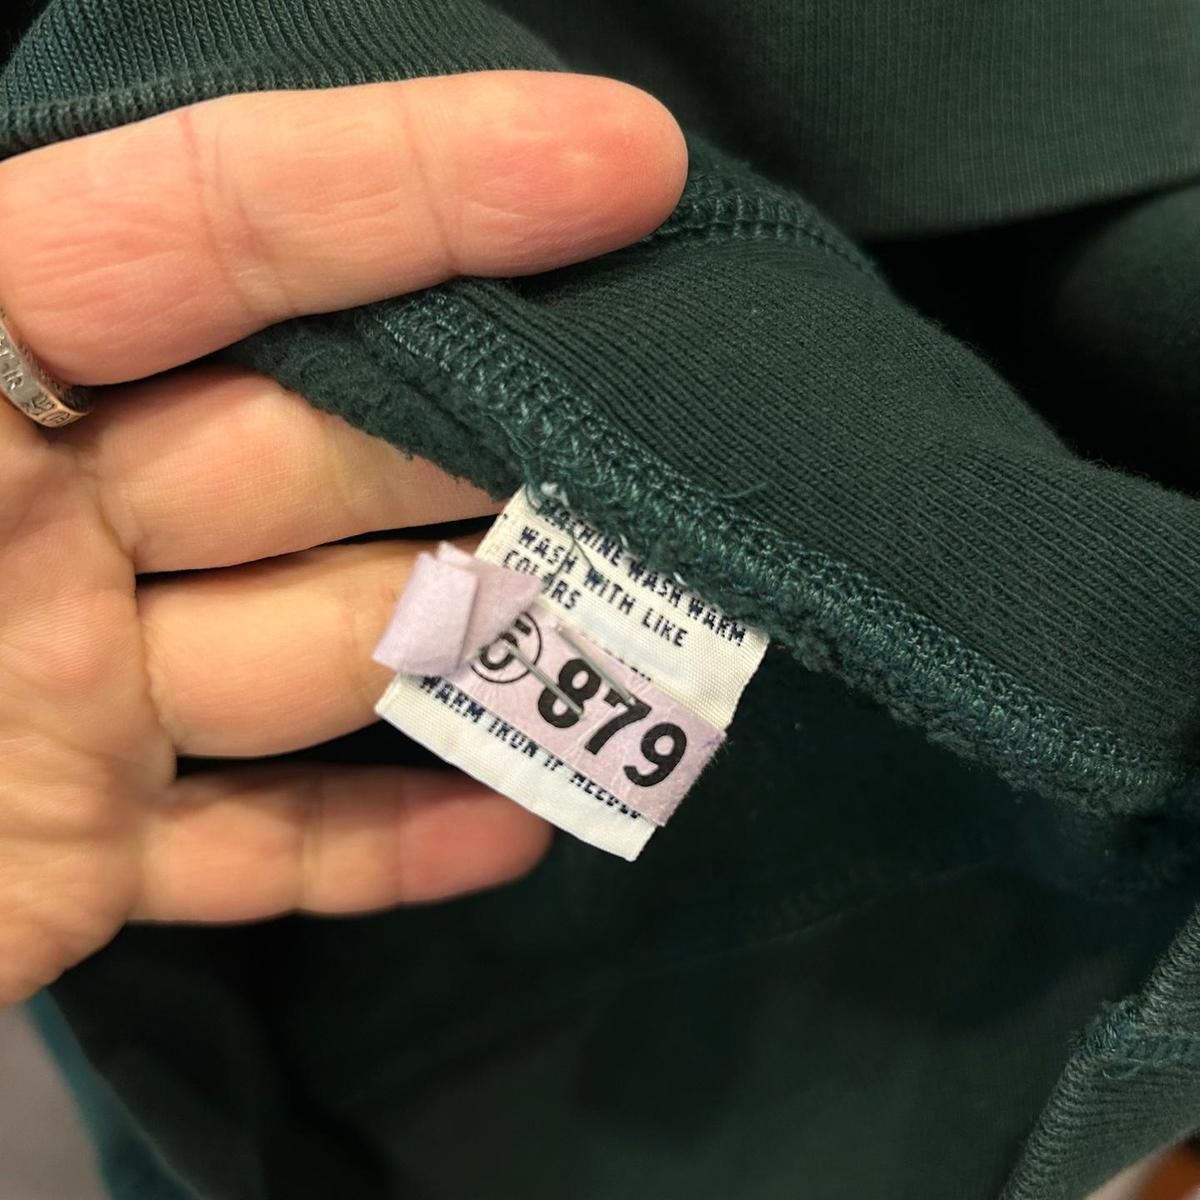 MACHINE WASH WARM
WASH WITH LIKE
COLORS
879
WARM IRON IF NEEDED